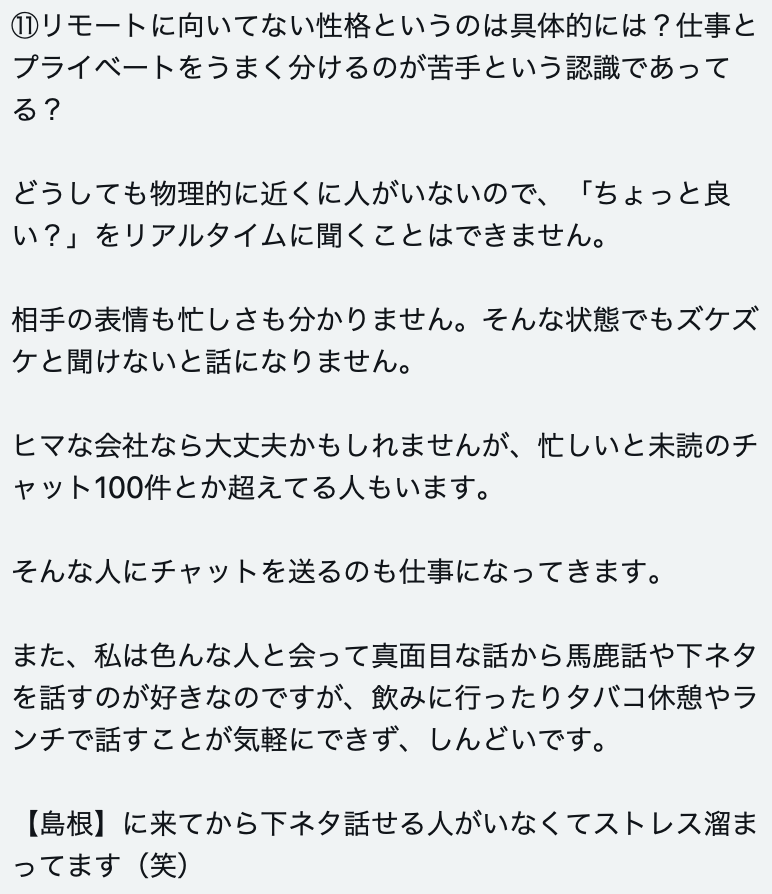 ⑪リモートに向いてない性格というのは具体的には？仕事と
プライベートをうまく分けるのが苦手という認識であって
る？
どうしても物理的に近くに人がいないので、「ちょっと良
い？」をリアルタイムに聞くことはできません。
相手の表情も忙しさも分かりません。そんな状態でもズケズ
ケと聞けないと話になりません。
ヒマな会社なら大丈夫かもしれませんが、忙しいと未読のチ
ャット100件とか超えてる人もいます。
そんな人にチャットを送るのも仕事になってきます。
また、私は色んな人と会って真面目な話から馬鹿話や下ネタ
を話すのが好きなのですが、飲みに行ったりタバコ休憩やラ
ンチで話すことが気軽にできず、しんどいです。
【島根】に来てから下ネタ話せる人がいなくてストレス溜ま
ってます（笑）